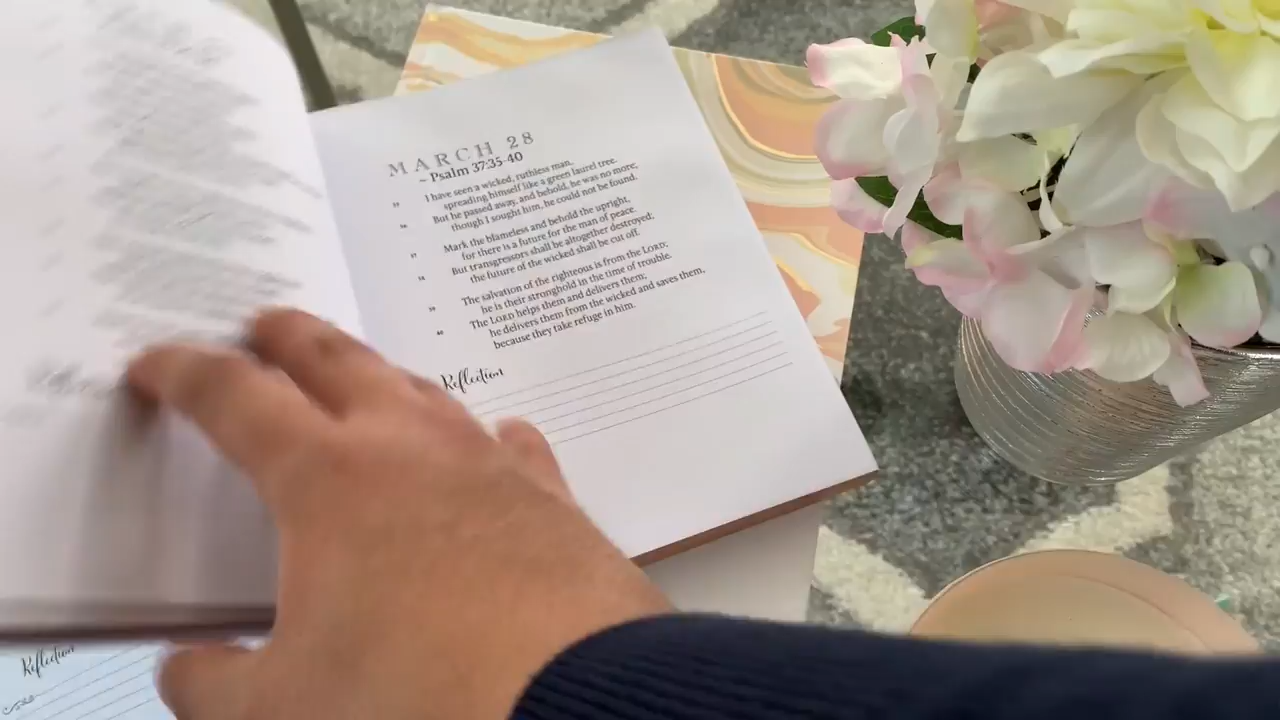 MARCH 28
~ Psalm 37:35-40
35 I have seen a wicked, ruthless man,
spreading himself like a green laurel tree.
36 But he passed away, and behold, he was no more;
though I sought him, he could not be found.
37 Mark the blameless and behold the upright,
for there is a future for the man of peace.
38 But transgressors shall be altogether destroyed;
the future of the wicked shall be cut off.
39 The salvation of the righteous is from the LORD;
he is their stronghold in the time of trouble.
40 The LORD helps them and delivers them;
he delivers them from the wicked and saves them,
because they take refuge in him.
Reflection
Reflection